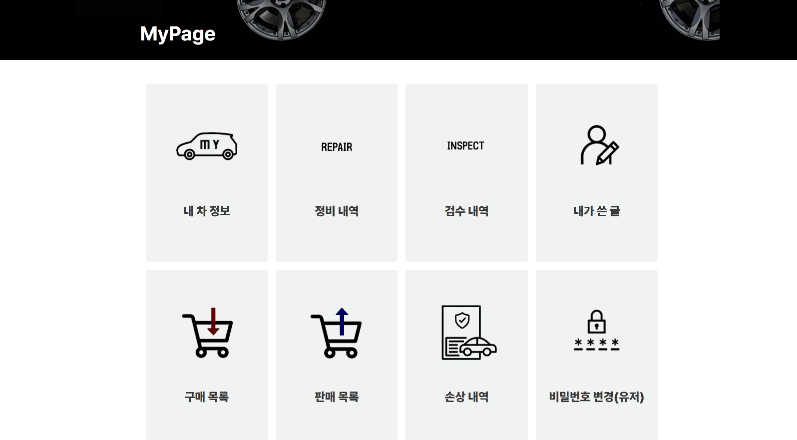 MyPage
MY
내 차 정보
REPAIR
정비 내역
INSPECT
검수 내역
내가 쓴 글
구매 목록
판매 목록
손상 내역
****
비밀번호 변경(유저)